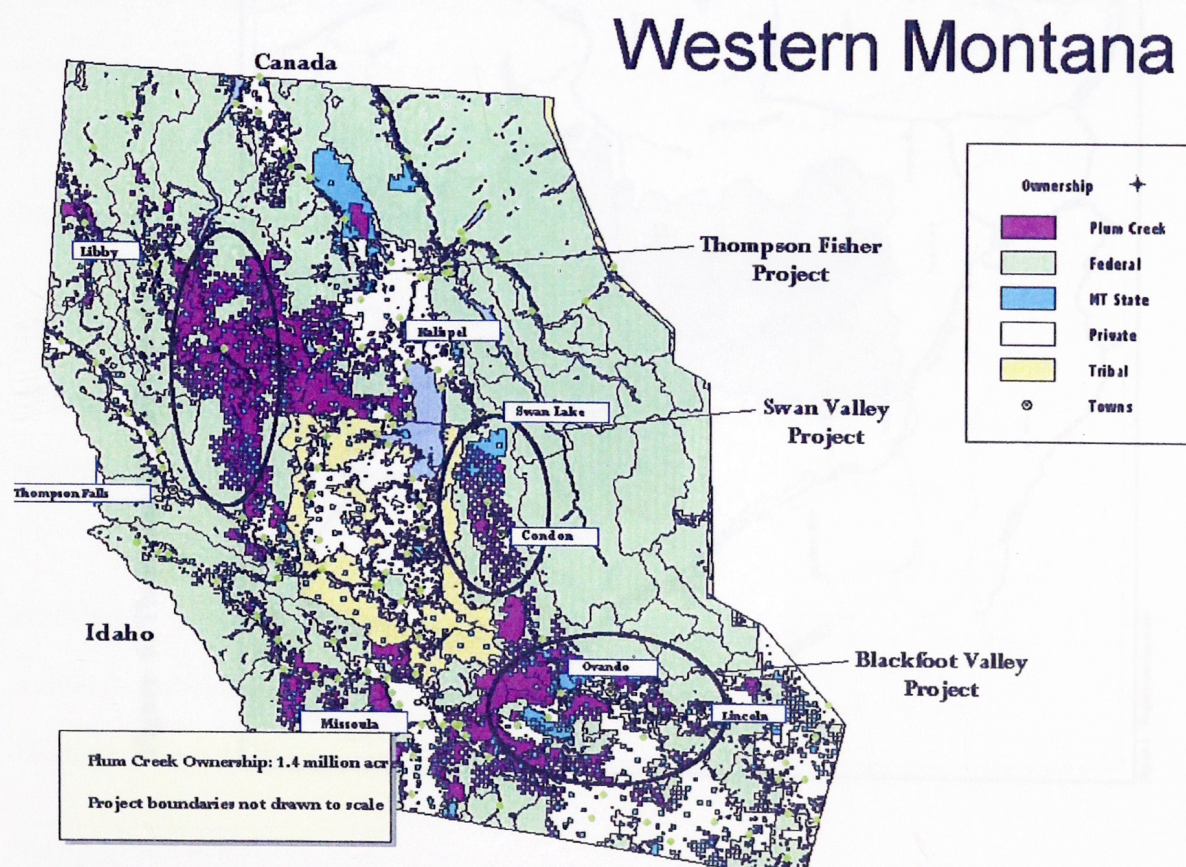 Western Montana
Canada
Ownership
Plum Creek
Federal
MT State
Private
Tribal
Towns
Libby
Thompson Fisher
Project
Kalispel
Swan Lake
Swan Valley
Project
Thompson Falls
Condon
Idaho
Ovando
Blackfoot Valley
Project
Lincoln
Missoula
Plum Creek Ownership: 1.4 million acr
Project boundaries not drawn to scale